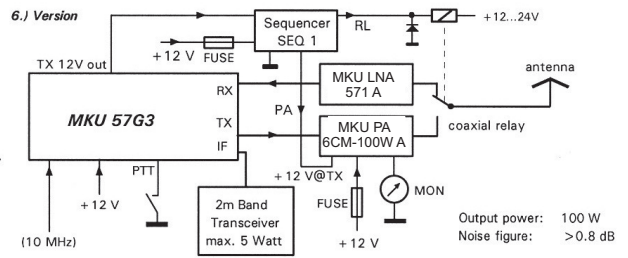 6.) Version
Sequencer
SEQ 1
RL
+12...24V
+12 V
FUSE
TX 12V out
antenna
MKU 57G3
RX
TX
IF
MKU LNA
571 A
PA
MKU PA
6CM-100W A
coaxial relay
PTT
+12 V@TX
+12 V
2m Band
Transceiver
max. 5 Watt
FUSE
MON
(10 MHz)
+12 V
Output power: 100 W
Noise figure: >0.8 dB